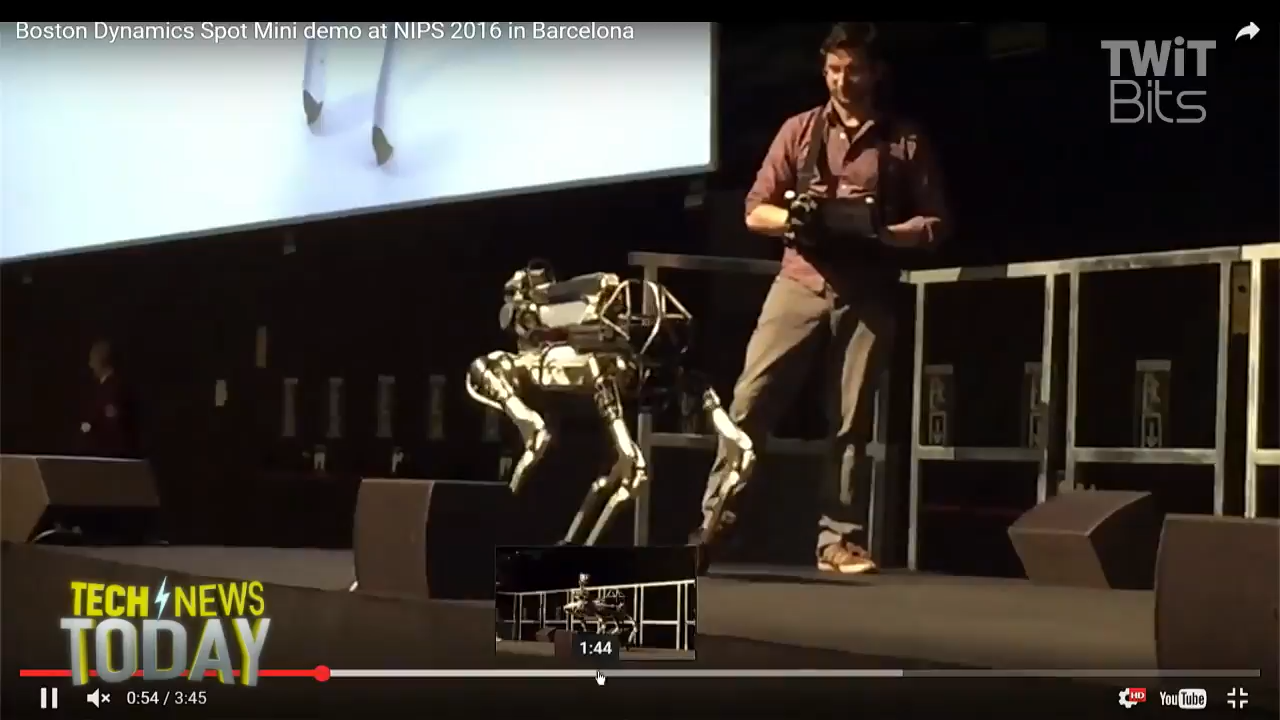 Boston Dynamics Spot Mini demo at NIPS 2016 in Barcelona
TWiT
Bits
TECH NEWS
TODAY
1:44
0:54 / 3:45
HD
YouTube